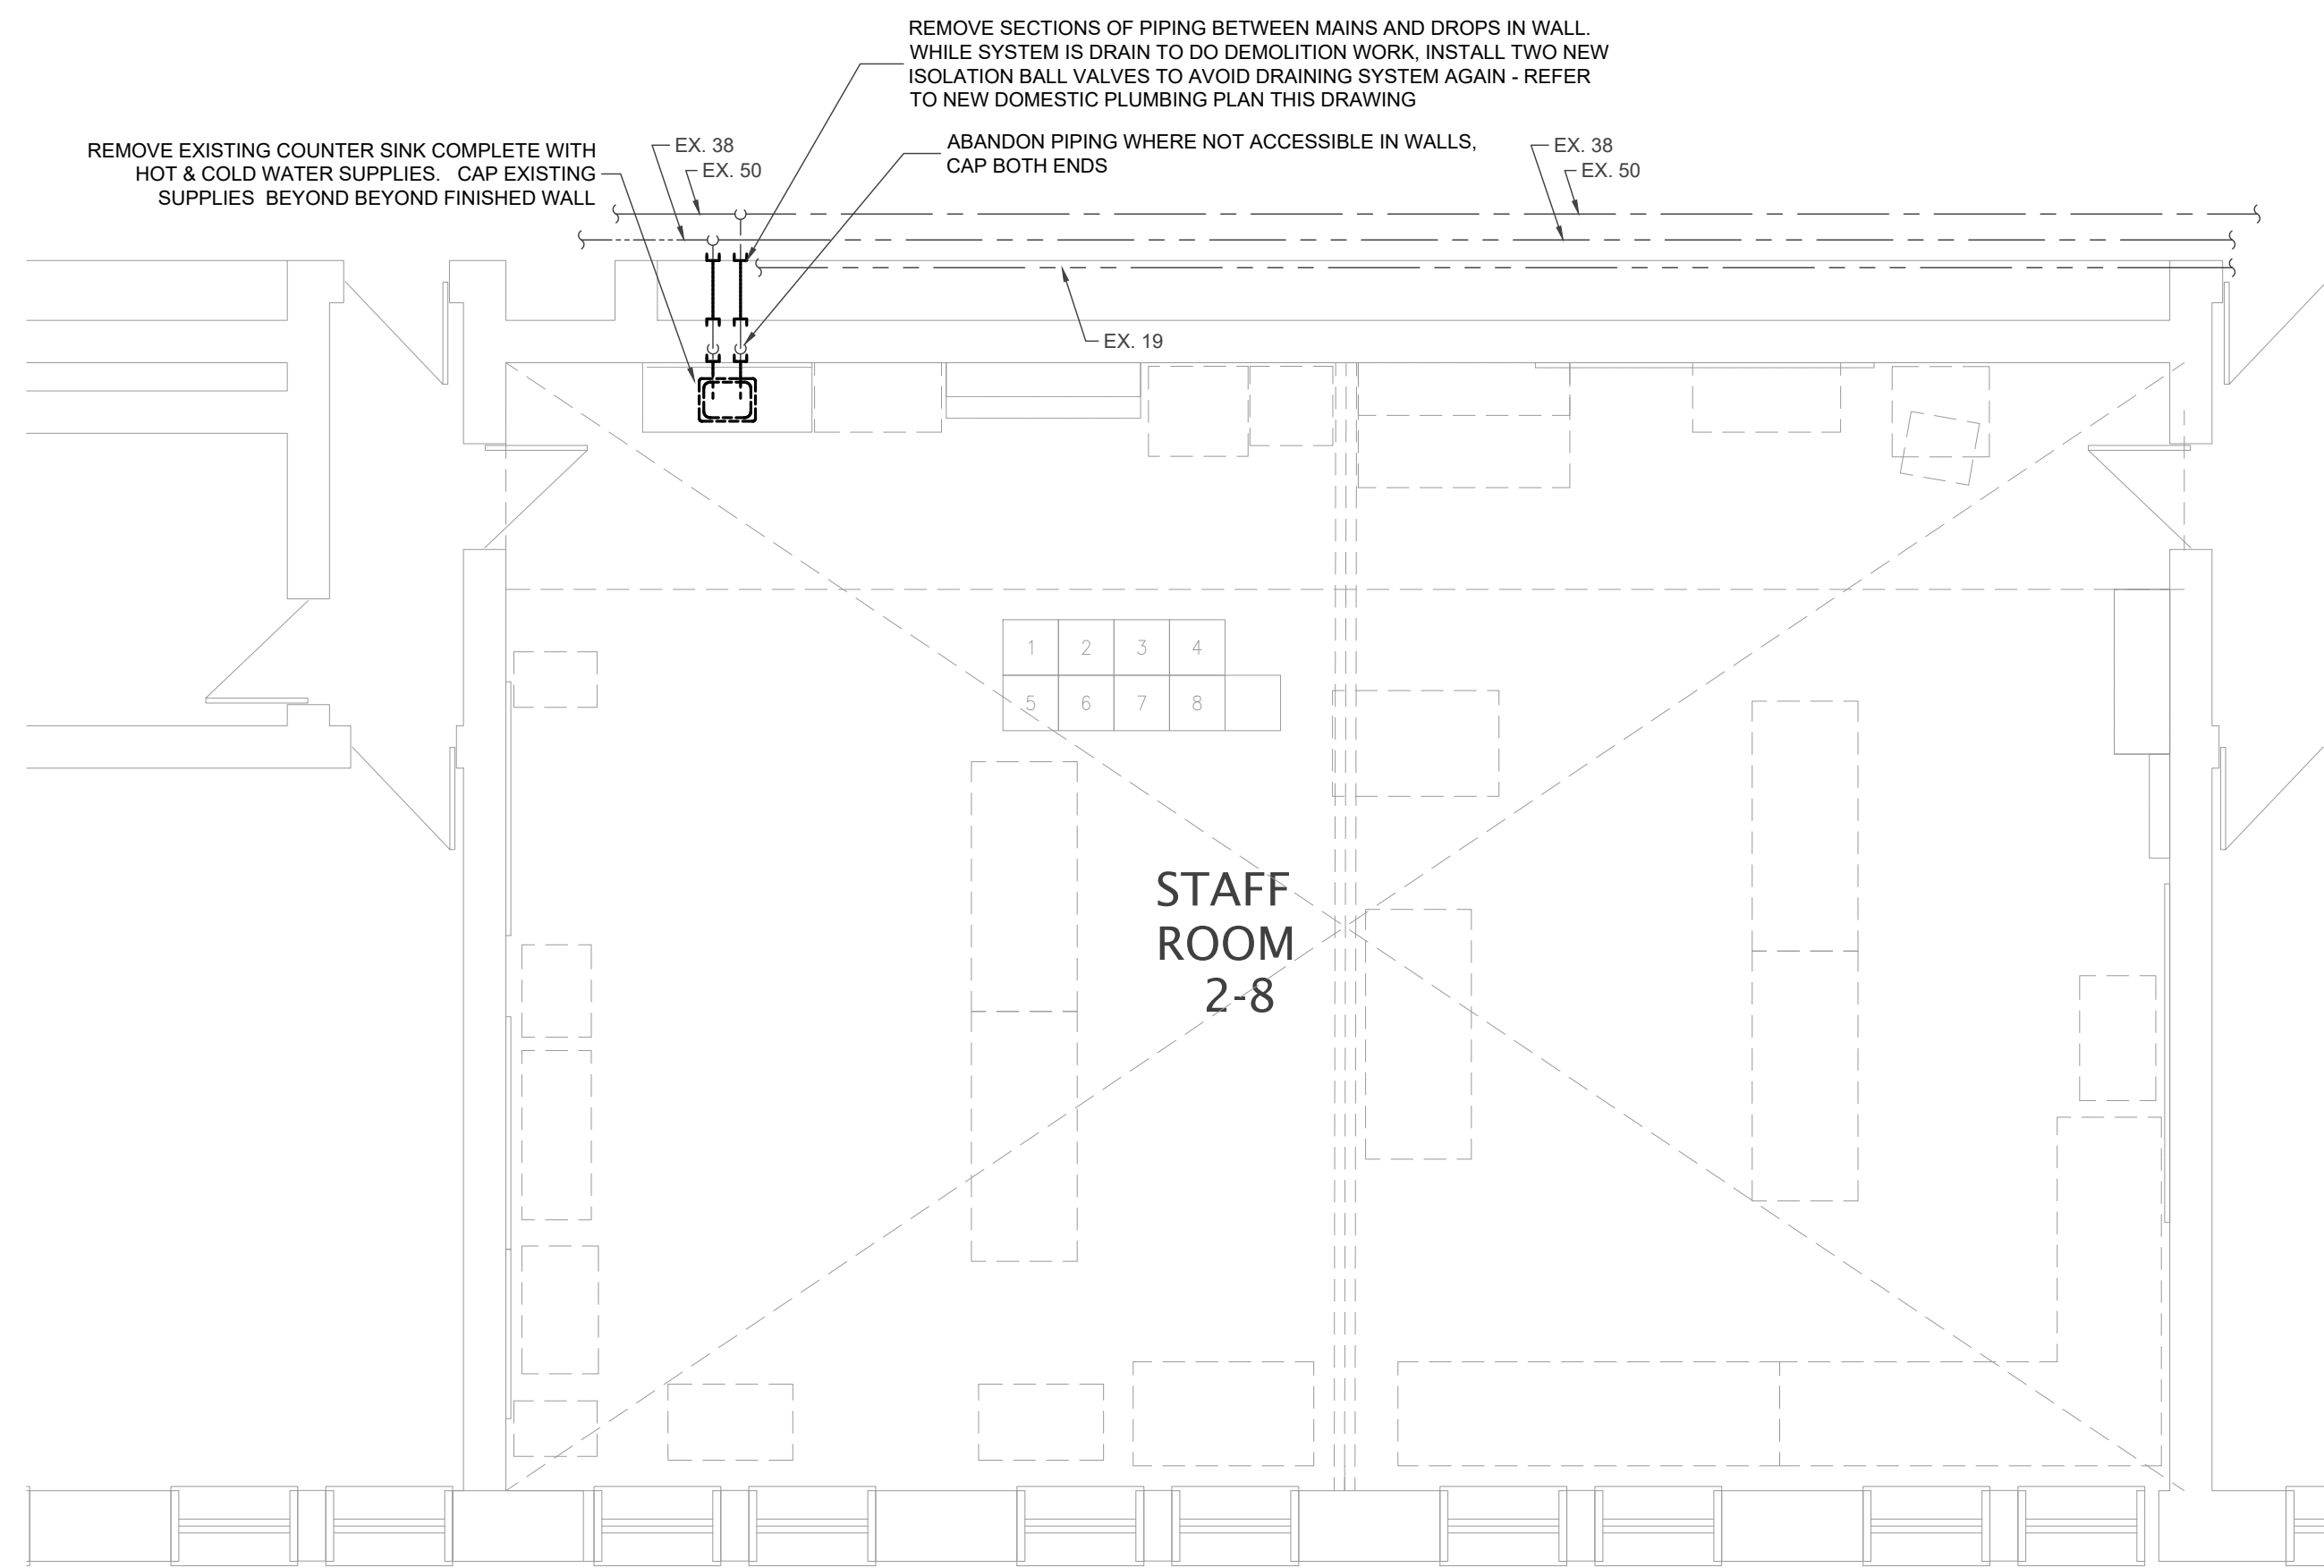 REMOVE SECTIONS OF PIPING BETWEEN MAINS AND DROPS IN WALL.
WHILE SYSTEM IS DRAIN TO DO DEMOLITION WORK, INSTALL TWO NEW
ISOLATION BALL VALVES TO AVOID DRAINING SYSTEM AGAIN - REFER
TO NEW DOMESTIC PLUMBING PLAN THIS DRAWING
REMOVE EXISTING COUNTER SINK COMPLETE WITH
HOT & COLD WATER SUPPLIES. CAP EXISTING
SUPPLIES BEYOND BEYOND FINISHED WALL
EX. 38
EX. 50
ABANDON PIPING WHERE NOT ACCESSIBLE IN WALLS,
CAP BOTH ENDS
EX. 38
EX. 50
EX. 19
1 2 3 4
5 6 7 8
STAFF
ROOM
2-8